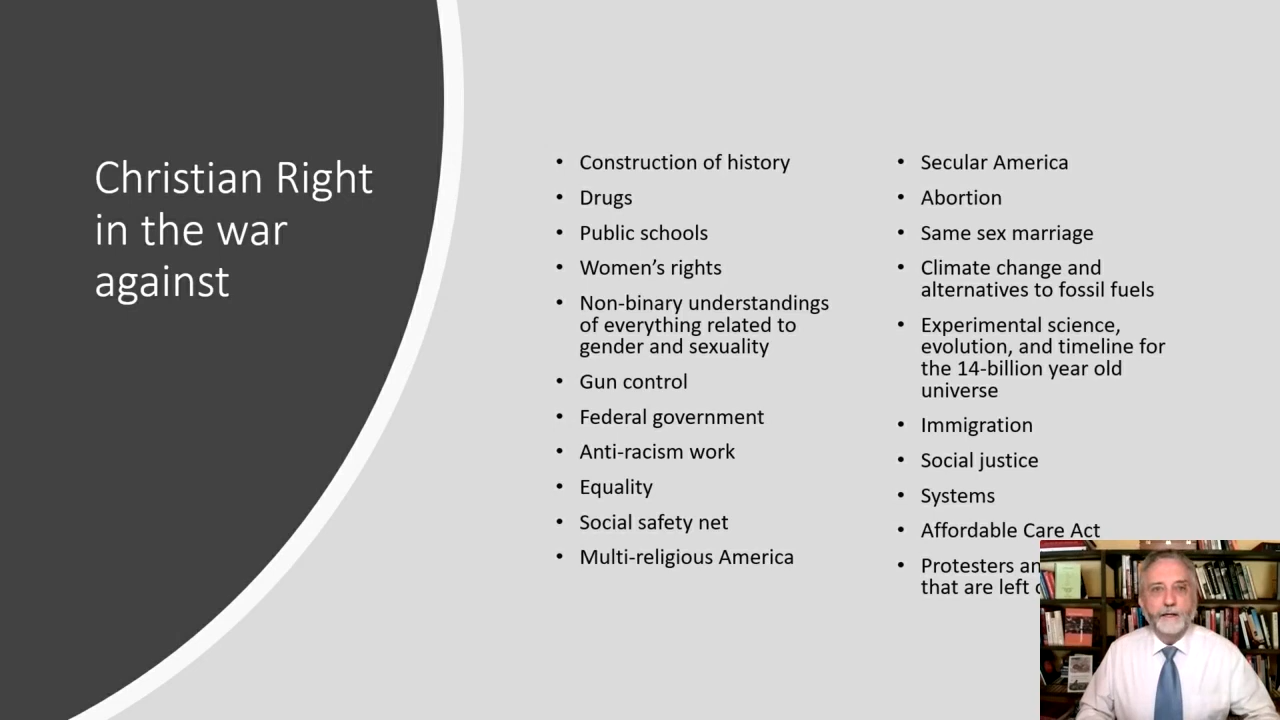 Christian Right
in the war
against
• Construction of history
• Drugs
• Public schools
• Women’s rights
• Non-binary understandings
of everything related to
gender and sexuality
• Gun control
• Federal government
• Anti-racism work
• Equality
• Social safety net
• Multi-religious America
• Secular America
• Abortion
• Same sex marriage
• Climate change and
alternatives to fossil fuels
• Experimental science,
evolution, and timeline for
the 14-billion year old
universe
• Immigration
• Social justice
• Systems
• Affordable Care Act
• Protesters
that are left